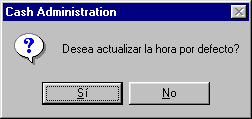 Cash Administration
Desea actualizar la hora por defecto?
Sí
No